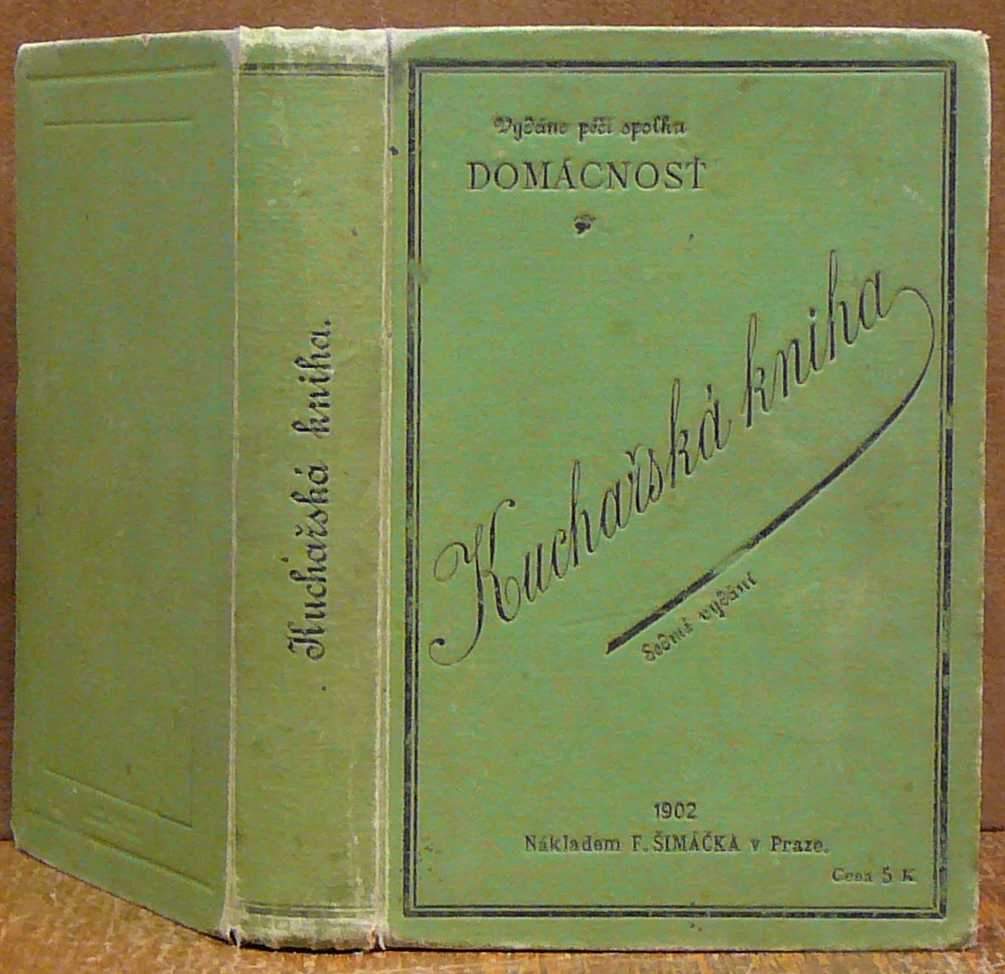 Kuchařská kniha.
Vydáno péčí spolku
DOMÁCNOSŤ
Kuchařská kniha
Sedmé vydání
1902
Nákladem F. ŠIMÁČKA v Praze.
Cena 5 K